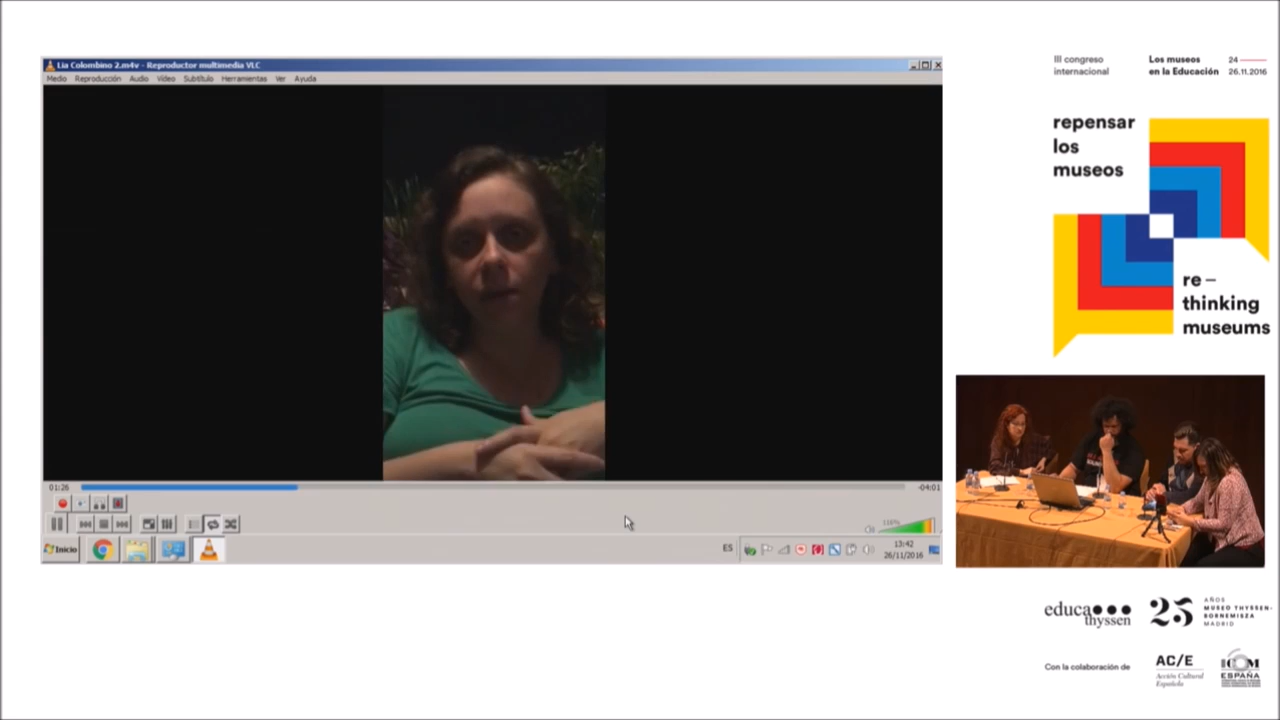 Lia Colombino 2.m4v - Reproductor multimedia VLC
Medio Reproducción Audio Vídeo Subtítulo Herramientas Ver Ayuda
01:26
-04:01
116%
Inicio
ES
13:42
26/11/2016
III congreso
internacional
Los museos
en la Educación
24
26.11.2016
repensar
los
museos
re –
thinking
museums
educa
thyssen
25
AÑOS
MUSEO THYSSEN-
BORNEMISZA
MADRID
Con la colaboración de
AC/E
Acción Cultural
Española
ICOM
ESPAÑA